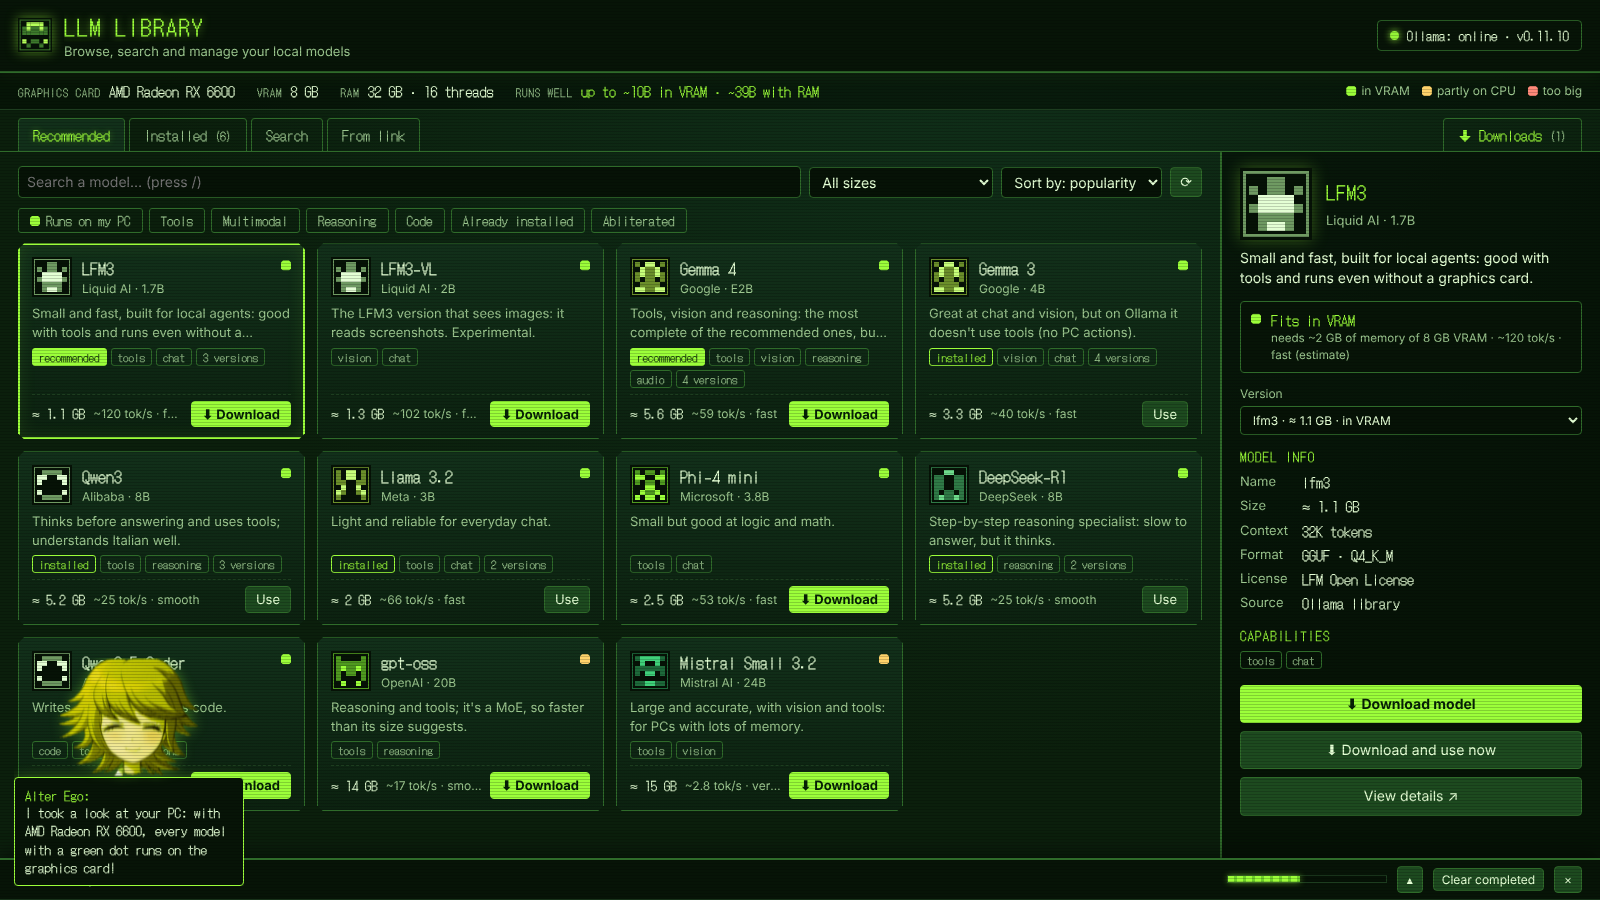 LLM LIBRARY
Browse, search and manage your local models
Ollama: online · v0.11.10
GRAPHICS CARD AMD Radeon RX 6600 VRAM 8 GB RAM 32 GB · 16 threads RUNS WELL up to ~10B in VRAM · ~39B with RAM
in VRAM partly on CPU too big
Recommended Installed (6) Search From link
⬇ Downloads (1)
Search a model... (press /)
All sizes
Sort by: popularity
⟳
Runs on my PC Tools Multimodal Reasoning Code Already installed Abliterated
LFM3
Liquid AI · 1.7B
Small and fast, built for local agents: good
with tools and runs even without a...
recommended tools chat 3 versions
≈ 1.1 GB ~120 tok/s · f... ⬇ Download
LFM3-VL
Liquid AI · 2B
The LFM3 version that sees images: it
reads screenshots. Experimental.
vision chat
≈ 1.3 GB ~102 tok/s · f... ⬇ Download
Gemma 4
Google · E2B
Tools, vision and reasoning: the most
complete of the recommended ones, bu...
recommended tools vision reasoning
audio 4 versions
≈ 5.6 GB ~59 tok/s · fast ⬇ Download
Gemma 3
Google · 4B
Great at chat and vision, but on Ollama it
doesn't use tools (no PC actions).
installed vision chat 4 versions
≈ 3.3 GB ~40 tok/s · fast Use
Qwen3
Alibaba · 8B
Thinks before answering and uses tools;
understands Italian well.
installed tools reasoning 3 versions
≈ 5.2 GB ~25 tok/s · smooth Use
Llama 3.2
Meta · 3B
Light and reliable for everyday chat.
installed tools chat 2 versions
≈ 2 GB ~66 tok/s · fast Use
Phi-4 mini
Microsoft · 3.8B
Small but good at logic and math.
tools chat
≈ 2.5 GB ~53 tok/s · fast ⬇ Download
DeepSeek-R1
DeepSeek · 8B
Step-by-step reasoning specialist: slow to
answer, but it thinks.
installed reasoning 2 versions
≈ 5.2 GB ~25 tok/s · smooth Use
Writes code.
code
gpt-oss
OpenAI · 20B
Reasoning and tools; it's a MoE, so faster
than its size suggests.
tools reasoning
≈ 14 GB ~17 tok/s · smo... ⬇ Download
Mistral Small 3.2
Mistral AI · 24B
Large and accurate, with vision and tools:
for PCs with lots of memory.
tools vision
≈ 15 GB ~2.8 tok/s · ver... ⬇ Download
Alter Ego:
I took a look at your PC: with
AMD Radeon RX 6600, every model
with a green dot runs on the
graphics card!
LFM3
Liquid AI · 1.7B
Small and fast, built for local agents: good with
tools and runs even without a graphics card.
Fits in VRAM
needs ~2 GB of memory of 8 GB VRAM · ~120 tok/s ·
fast (estimate)
Version
lfm3 · ≈ 1.1 GB · in VRAM
MODEL INFO
Name lfm3
Size ≈ 1.1 GB
Context 32K tokens
Format GGUF · Q4_K_M
License LFM Open License
Source Ollama library
CAPABILITIES
tools chat
⬇ Download model
⬇ Download and use now
View details ↗
▲ Clear completed ×